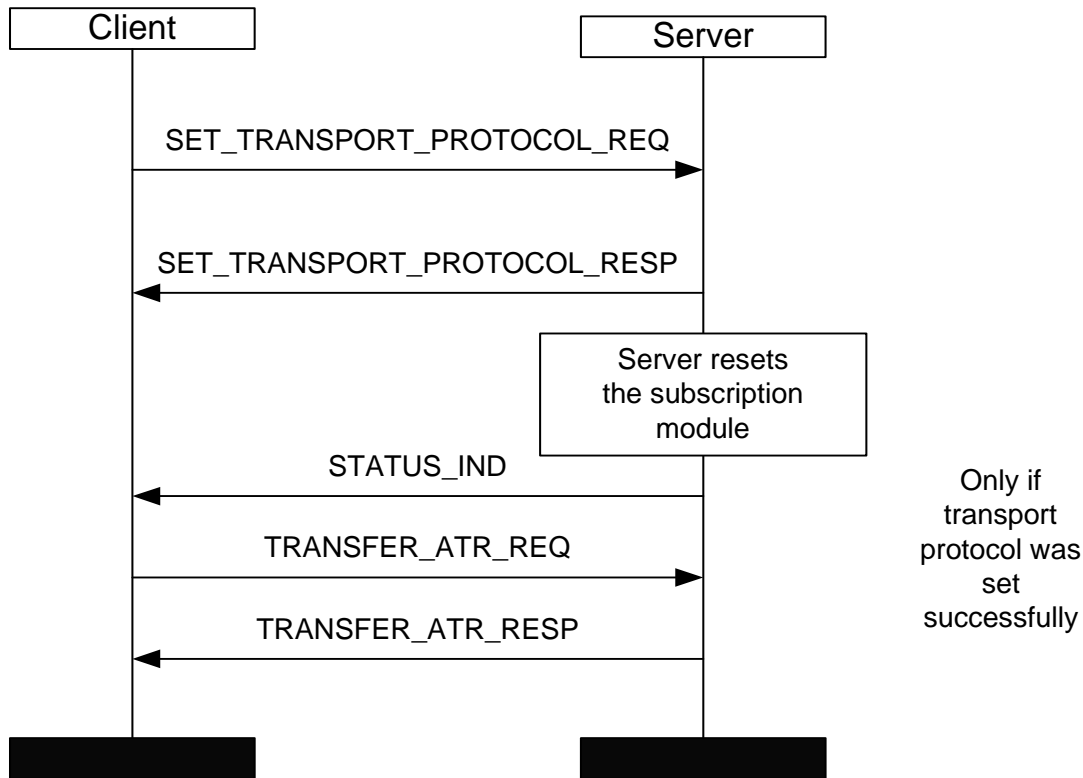 Client
Server
SET_TRANSPORT_PROTOCOL_REQ
SET_TRANSPORT_PROTOCOL_RESP
Server resets
the subscription
module
STATUS_IND
TRANSFER_ATR_REQ
TRANSFER_ATR_RESP
Only if
transport
protocol was
set
successfully